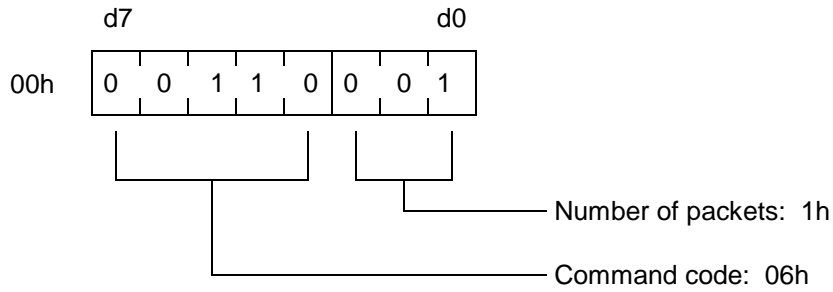 d7 d0
00h 0 0 1 1 0 0 0 1
Number of packets: 1h
Command code: 06h